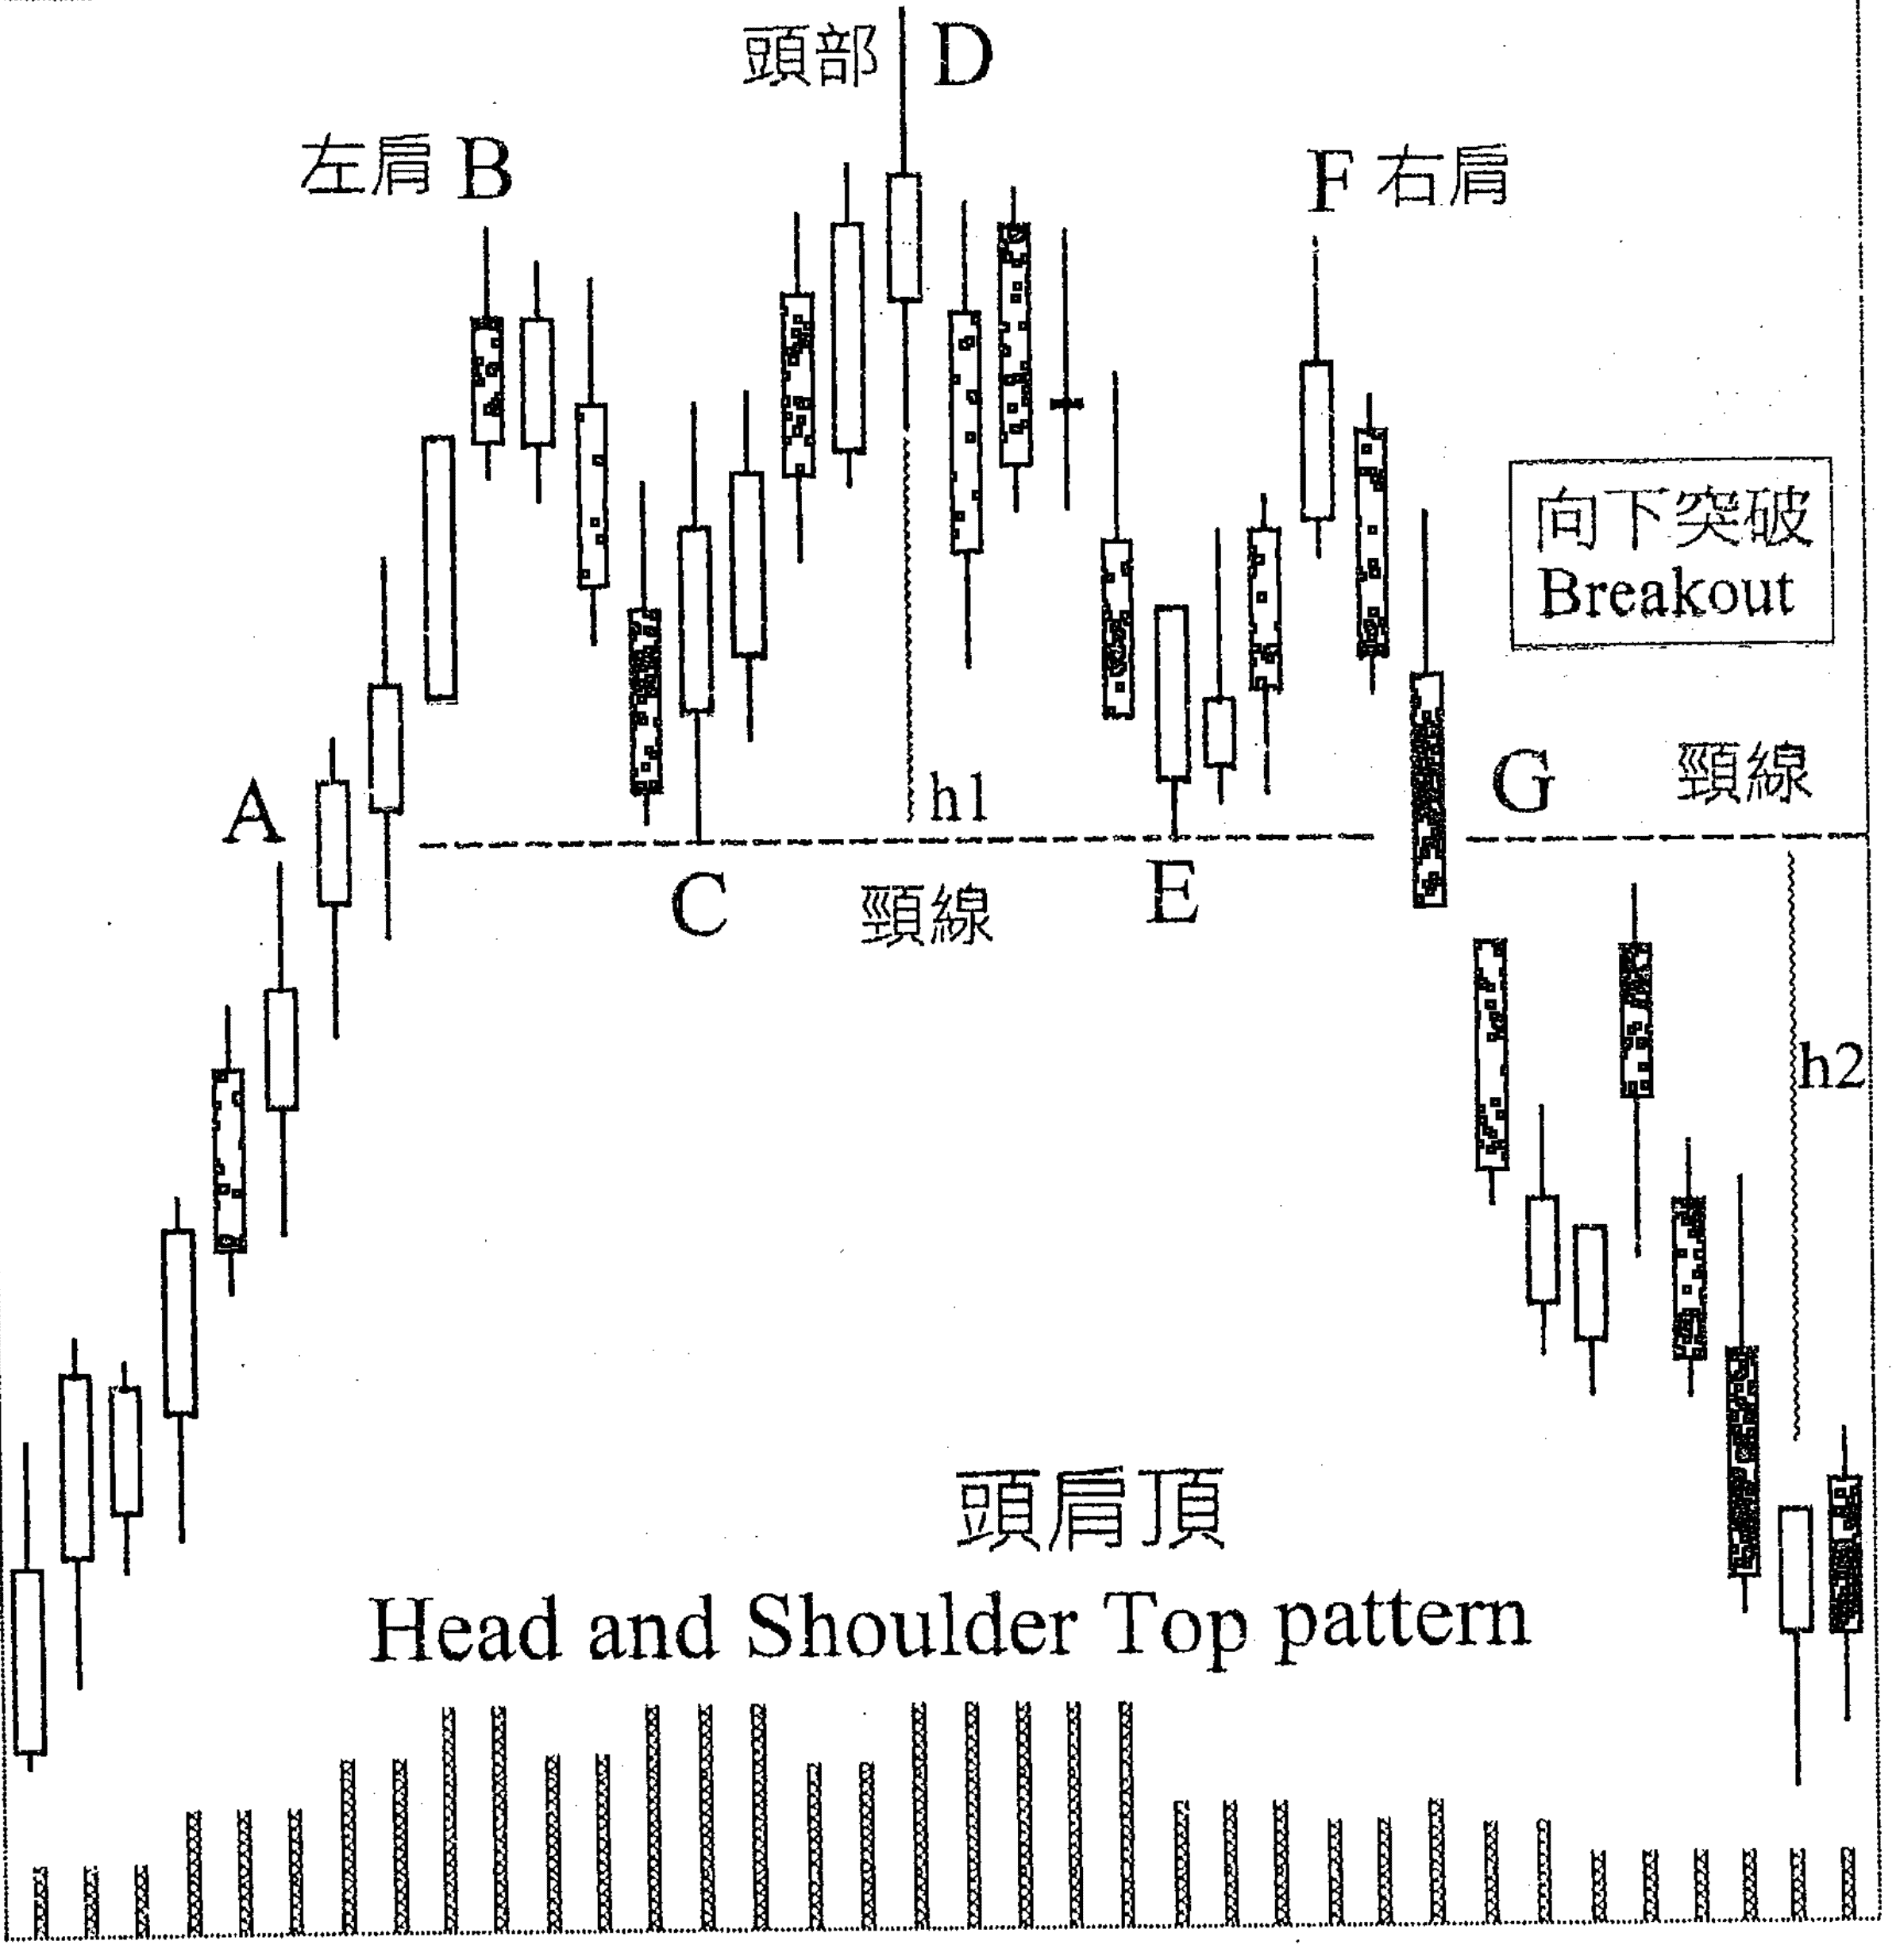 頭部 D
左肩 B
F 右肩
向下突破
Breakout
A
h1
G
頸線
C
頸線
E
h2
頭肩頂
Head and Shoulder Top pattern